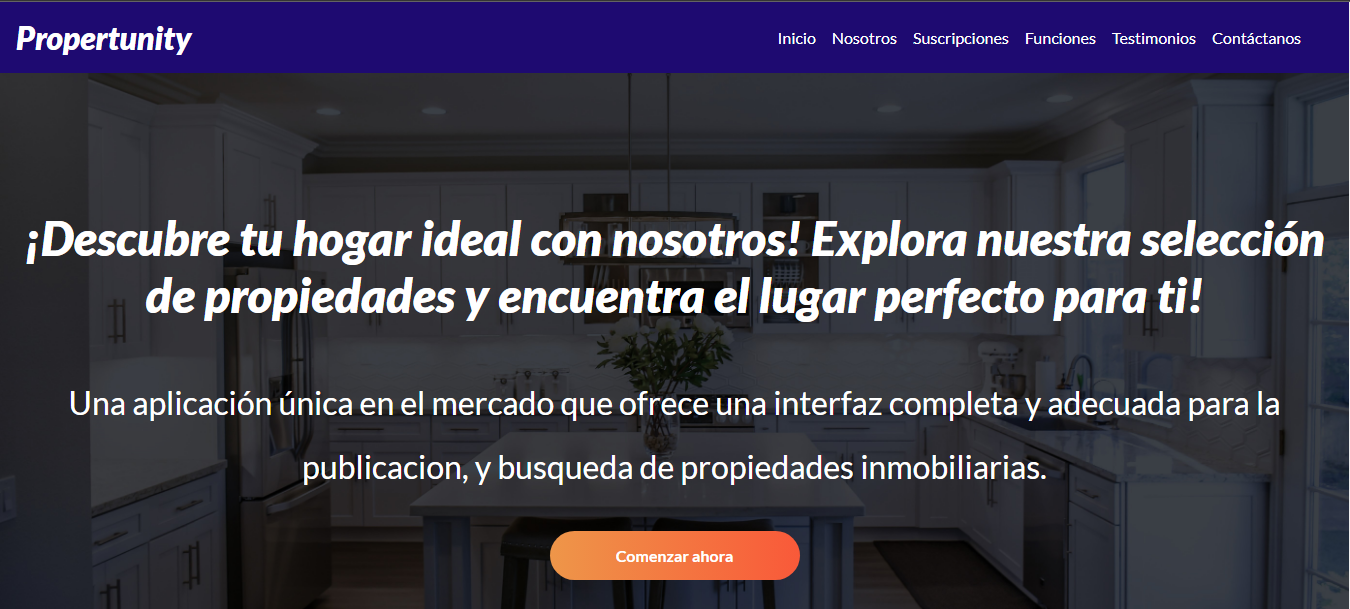 Propertunity
Inicio Nosotros Suscripciones Funciones Testimonios Contáctanos
¡Descubre tu hogar ideal con nosotros! Explora nuestra selección
de propiedades y encuentra el lugar perfecto para ti!
Una aplicación única en el mercado que ofrece una interfaz completa y adecuada para la
publicacion, y busqueda de propiedades inmobiliarias.
Comenzar ahora